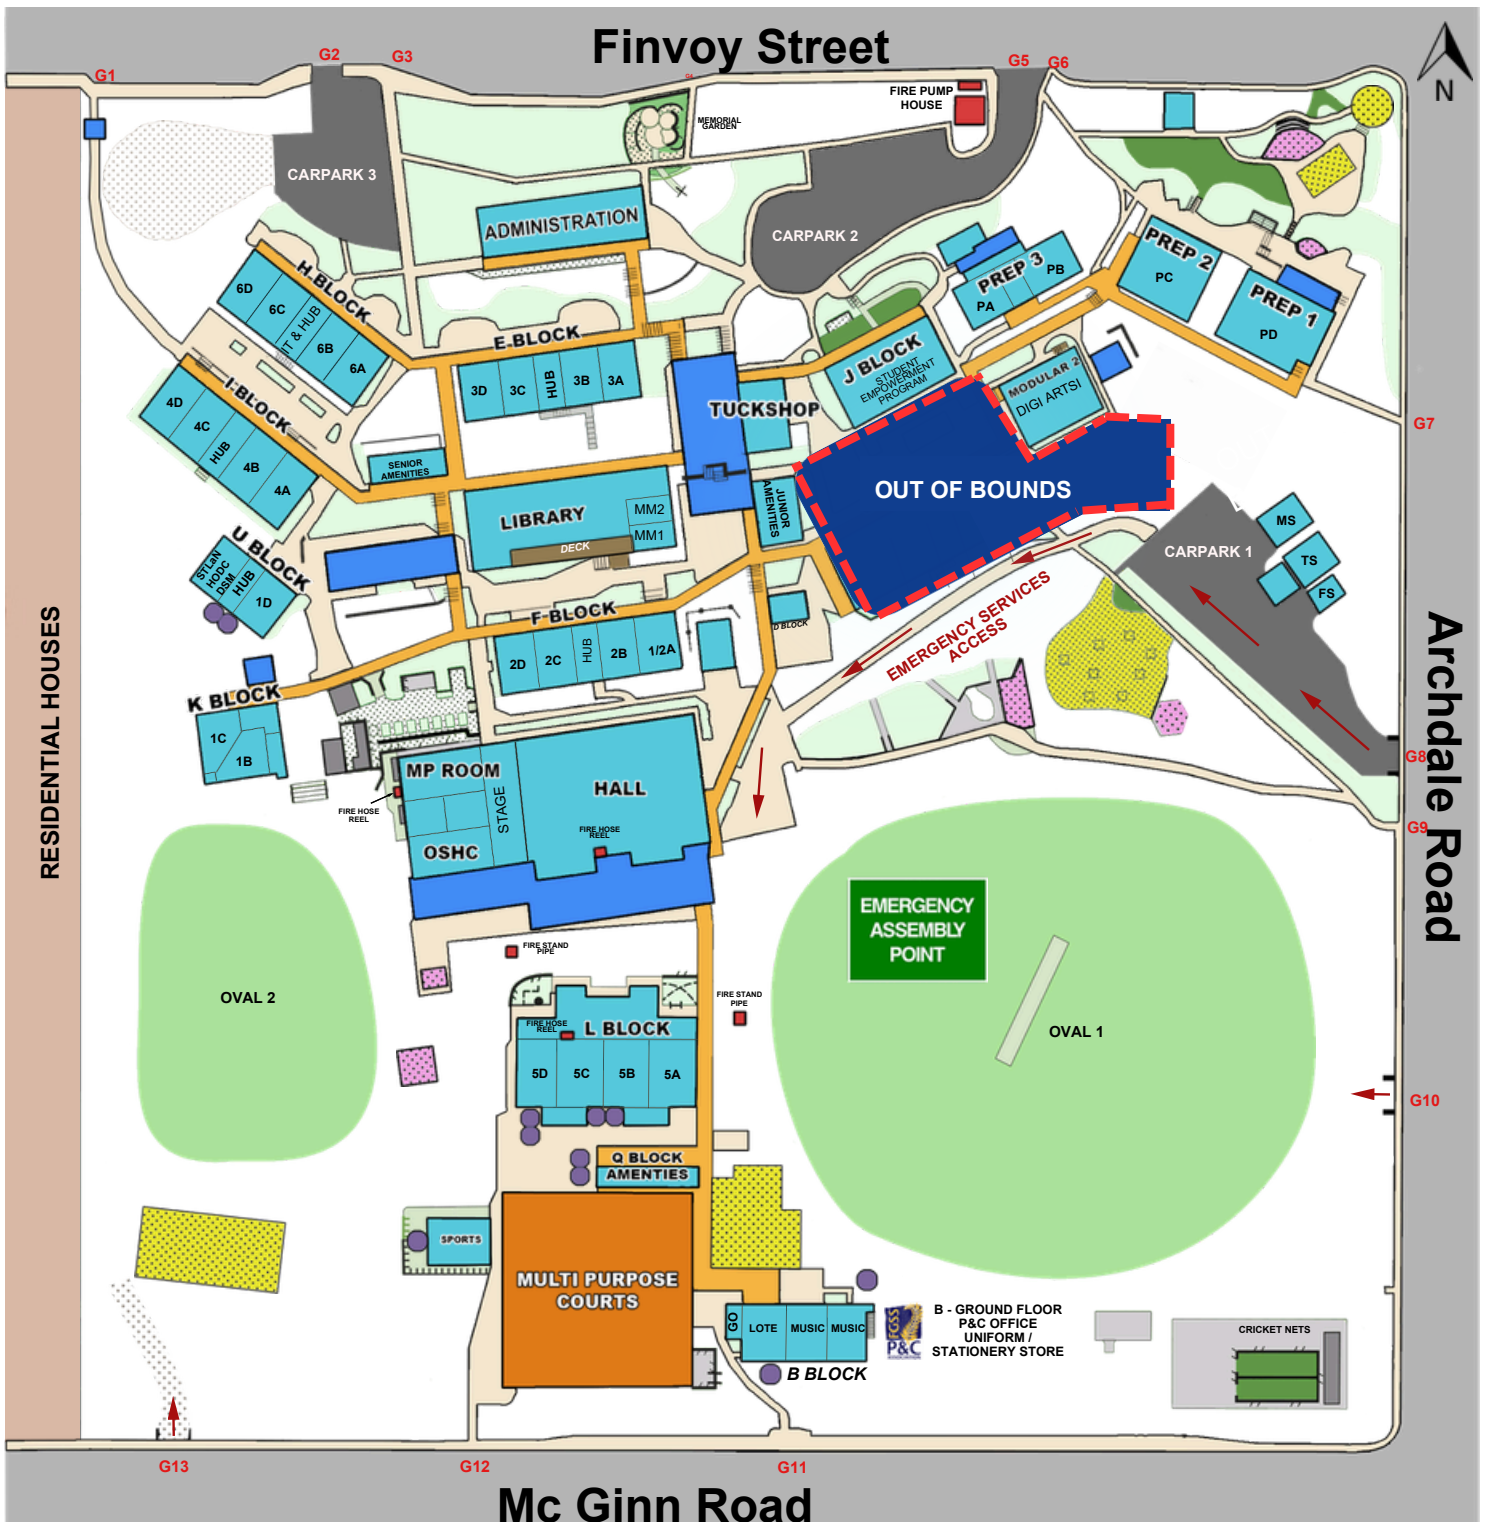 Finvoy Street
G1
G2
G3
G4
G5
G6
N
FIRE PUMP
HOUSE
MEMORIAL
GARDEN
CARPARK 3
ADMINISTRATION
CARPARK 2
PREP 3
PA
PB
PREP 2
PC
PREP 1
PD
H BLOCK
6D
6C
IT & HUB
6B
6A
E BLOCK
3D
3C
HUB
3B
3A
J BLOCK
STUDENT
EMPOWERMENT
PROGRAM
MODULAR 2
DIGI ARTSI
TUCKSHOP
I BLOCK
4D
4C
HUB
4B
4A
SENIOR
AMENITIES
G7
OUT OF BOUNDS
JUNIOR
AMENITIES
LIBRARY
MM2
MM1
DECK
U BLOCK
STLaN
HODC
DSM
HUB
1D
CARPARK 1
MS
TS
FS
EMERGENCY SERVICES
ACCESS
F BLOCK
2D
2C
HUB
2B
1/2A
D BLOCK
RESIDENTIAL HOUSES
Archdale Road
K BLOCK
1C
1B
MP ROOM
STAGE
HALL
OSHC
FIRE HOSE
REEL
FIRE HOSE
REEL
G8
G9
EMERGENCY
ASSEMBLY
POINT
FIRE STAND
PIPE
FIRE STAND
PIPE
OVAL 2
OVAL 1
FIRE HOSE
REEL
L BLOCK
5D
5C
5B
5A
G10
Q BLOCK
AMENTIES
SPORTS
MULTI PURPOSE
COURTS
GO
LOTE
MUSIC
MUSIC
B BLOCK
FGSS
P&C
ASSOCIATION
B - GROUND FLOOR
P&C OFFICE
UNIFORM /
STATIONERY STORE
CRICKET NETS
G13
G12
G11
Mc Ginn Road